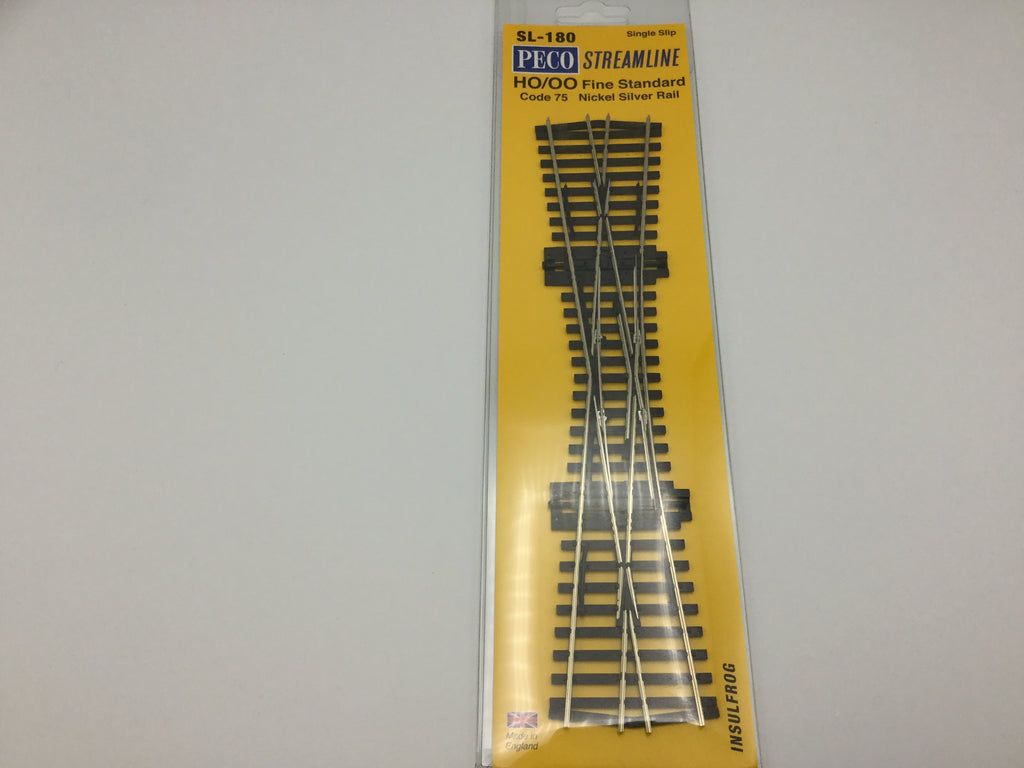 SL-180 Single Slip
PECO STREAMLINE
HO/OO Fine Standard
Code 75 Nickel Silver Rail
INSULFROG
Made in
England